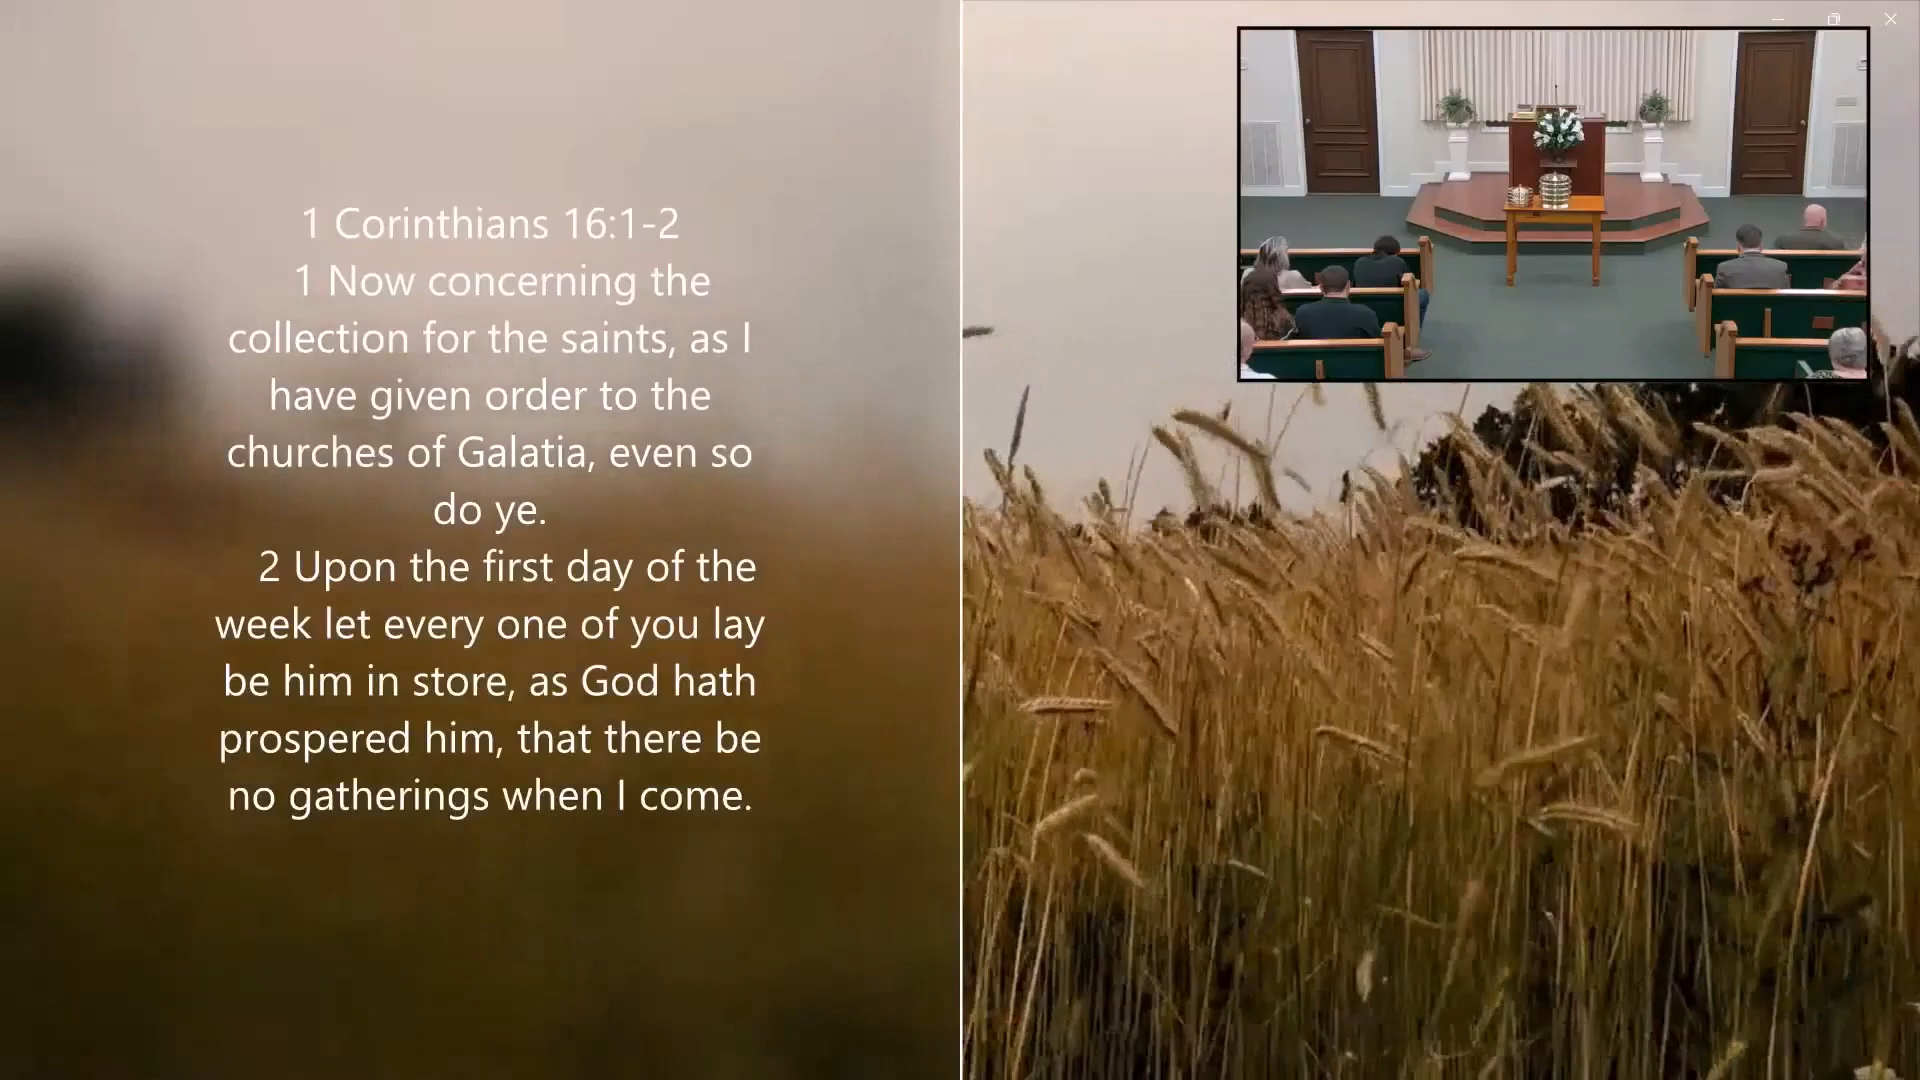 1 Corinthians 16:1-2
1 Now concerning the
collection for the saints, as I
have given order to the
churches of Galatia, even so
do ye.
2 Upon the first day of the
week let every one of you lay
be him in store, as God hath
prospered him, that there be
no gatherings when I come.